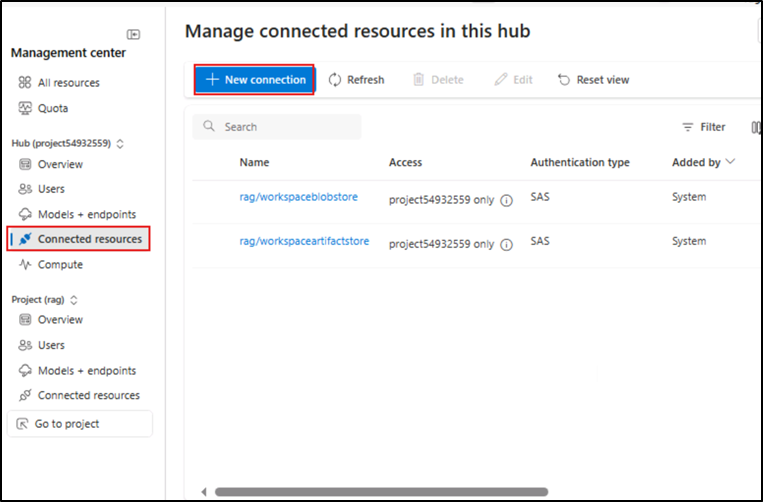 Management center
All resources
Quota
Hub (project54932559)
Overview
Users
Models + endpoints
Connected resources
Compute
Project (rag)
Overview
Users
Models + endpoints
Connected resources
Go to project
Manage connected resources in this hub
New connection Refresh Delete Edit Reset view
Search Filter
Name Access Authentication type Added by
rag/workspaceblobstore project54932559 only SAS System
rag/workspaceartifactstore project54932559 only SAS System